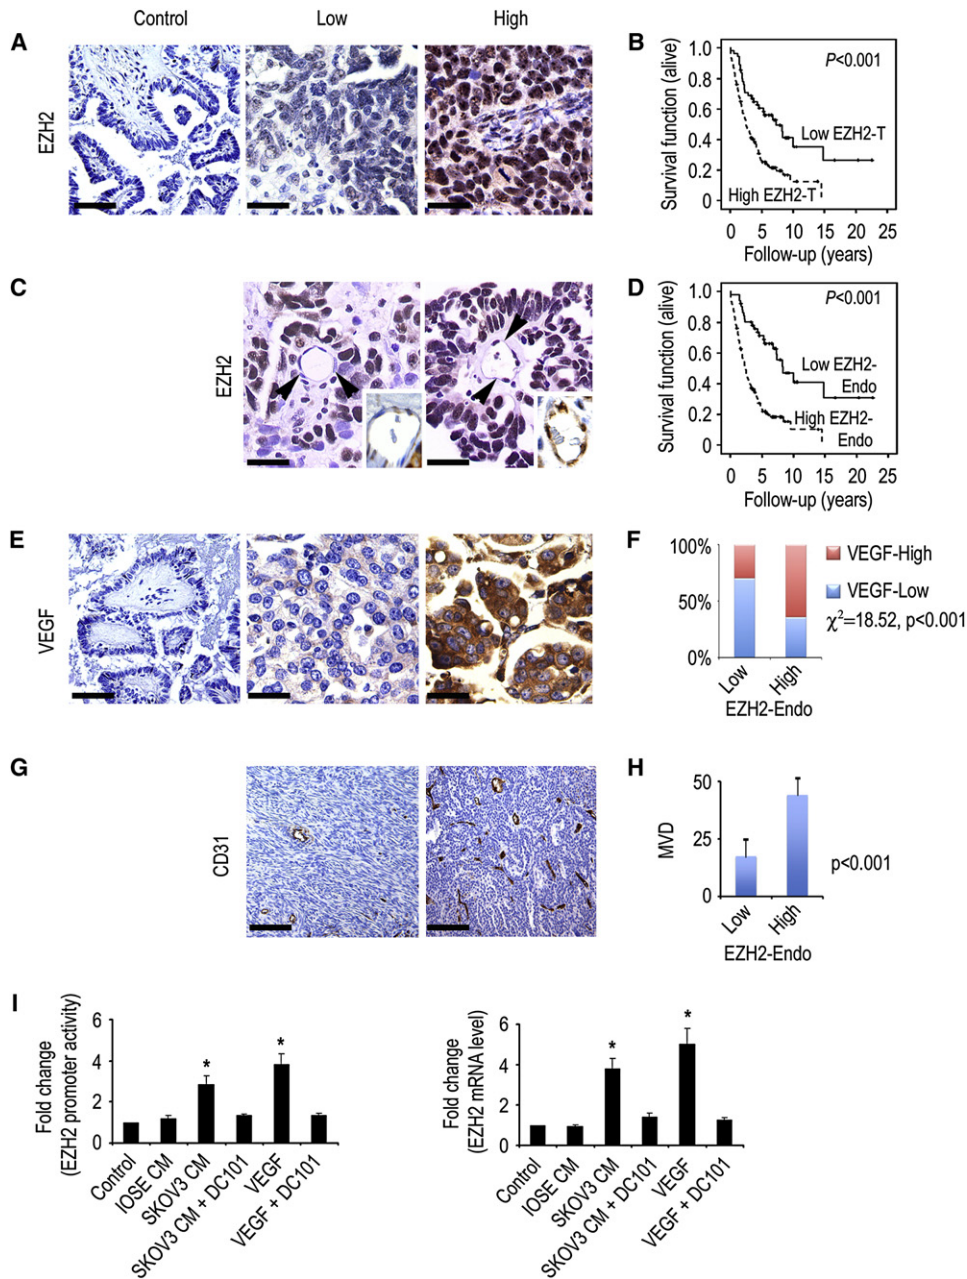 Control Low High
A
EZH2
B
Survival function (alive)
1.0
0.8
0.6
0.4
0.2
0
P<0.001
Low EZH2-T
High EZH2-T
0 5 10 15 20 25
Follow-up (years)
C
EZH2
D
Survival function (alive)
1.0
0.8
0.6
0.4
0.2
0
P<0.001
Low EZH2-
Endo
High EZH2-
Endo
0 5 10 15 20 25
Follow-up (years)
E
VEGF
F
100%
50%
0%
VEGF-High
VEGF-Low
χ²=18.52, p<0.001
Low High
EZH2-Endo
G
CD31
H
MVD
50
25
0
p<0.001
Low High
EZH2-Endo
I
Fold change
(EZH2 promoter activity)
6
4
2
0
* *
Control
IOSE CM
SKOV3 CM
SKOV3 CM + DC101
VEGF
VEGF + DC101
Fold change
(EZH2 mRNA level)
6
4
2
0
* *
Control
IOSE CM
SKOV3 CM
SKOV3 CM + DC101
VEGF
VEGF + DC101